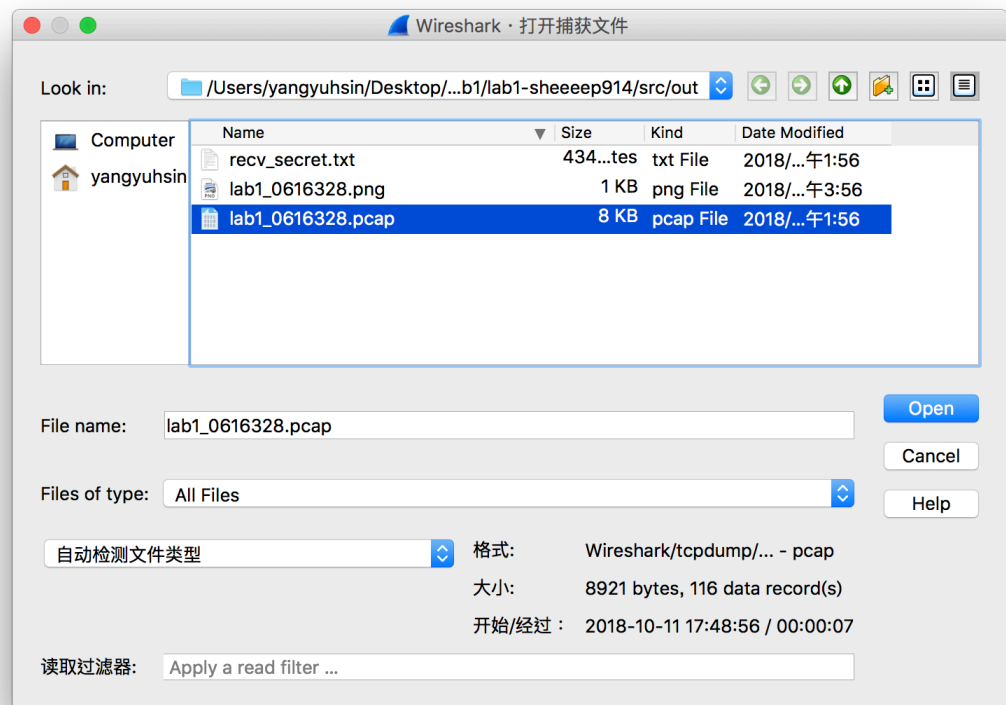 Wireshark · 打开捕获文件
Look in: /Users/yangyuhsin/Desktop/...b1/lab1-sheeeep914/src/out
Computer
yangyuhsin
Name Size Kind Date Modified
recv_secret.txt 434...tes txt File 2018/...午1:56
lab1_0616328.png 1 KB png File 2018/...午3:56
lab1_0616328.pcap 8 KB pcap File 2018/...午1:56
File name: lab1_0616328.pcap
Open
Cancel
Files of type: All Files
Help
自动检测文件类型
格式: Wireshark/tcpdump/... - pcap
大小: 8921 bytes, 116 data record(s)
开始/经过： 2018-10-11 17:48:56 / 00:00:07
读取过滤器: Apply a read filter ...